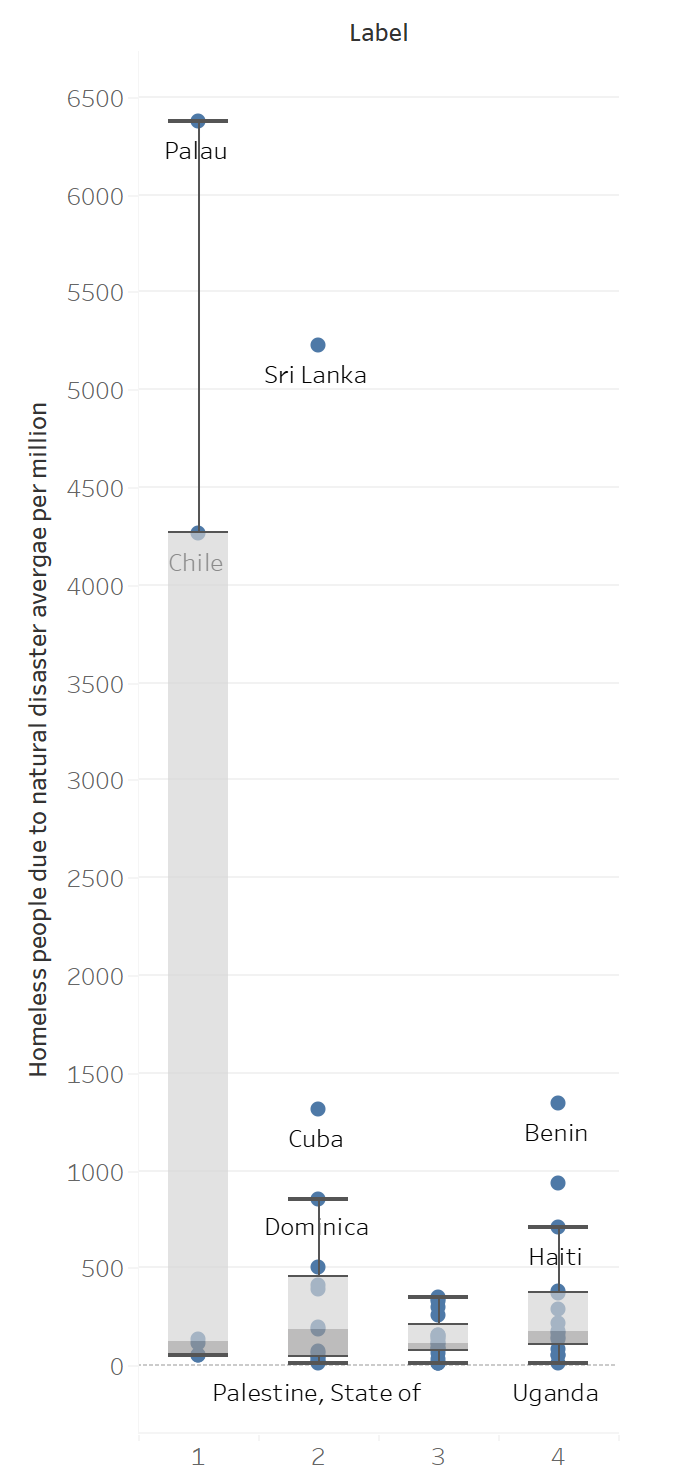 Label
Homeless people due to natural disaster avergae per million
6500
Palau
6000
5500
Sri Lanka
5000
4500
Chile
4000
3500
3000
2500
2000
1500
Cuba
Benin
1000
Dominica
Haiti
500
0
Palestine, State of
Uganda
1 2 3 4